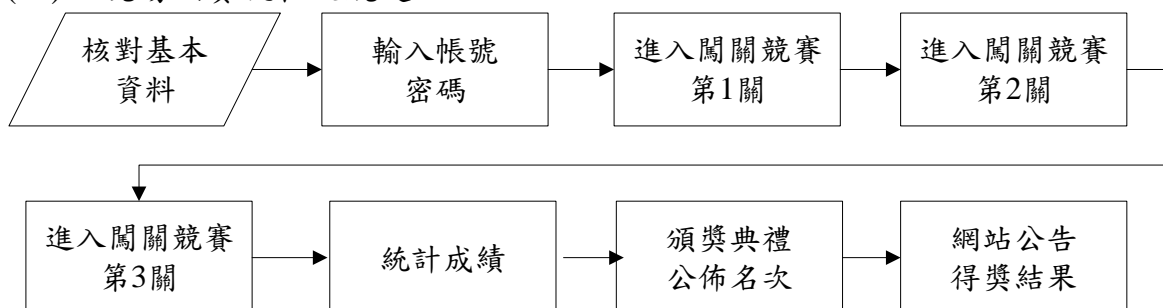 核對基本
資料
輸入帳號
密碼
進入闖關競賽
第1關
進入闖關競賽
第2關
進入闖關競賽
第3關
統計成績
頒獎典禮
公佈名次
網站公告
得獎結果